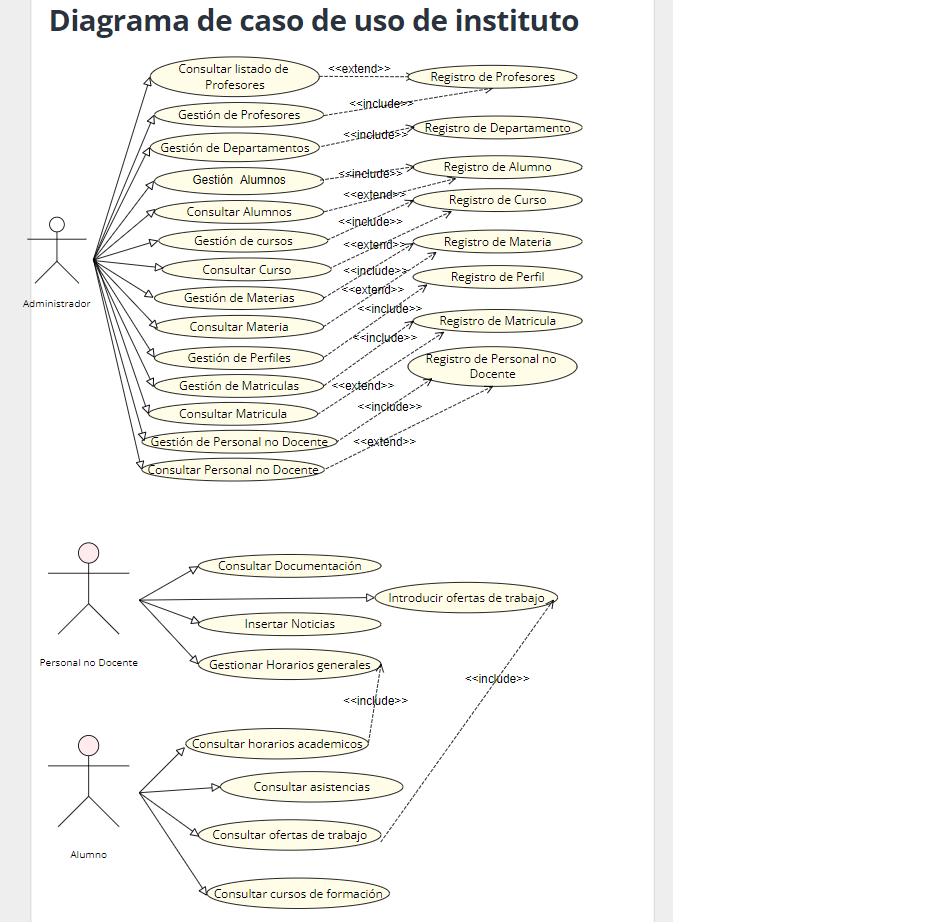 Diagrama de caso de uso de instituto
Consultar listado de
Profesores
<<extend>>
Registro de Profesores
Gestión de Profesores
<<include>>
Gestión de Departamentos
<<include>>
Registro de Departamento
Gestión Alumnos
<<include>>
Registro de Alumno
Consultar Alumnos
<<extend>>
Registro de Curso
Gestión de cursos
<<include>>
Consultar Curso
<<extend>>
Registro de Materia
Gestión de Materias
<<include>>
Registro de Perfil
Consultar Materia
<<extend>>
Gestión de Perfiles
<<include>>
Registro de Matricula
Gestión de Matriculas
<<include>>
Registro de Personal no
Docente
Consultar Matricula
<<extend>>
Gestión de Personal no Docente
<<include>>
Consultar Personal no Docente
<<extend>>
Administrador
Consultar Documentación
Introducir ofertas de trabajo
Insertar Noticias
Gestionar Horarios generales
Personal no Docente
<<include>>
<<include>>
Consultar horarios academicos
Consultar asistencias
Consultar ofertas de trabajo
Alumno
Consultar cursos de formación